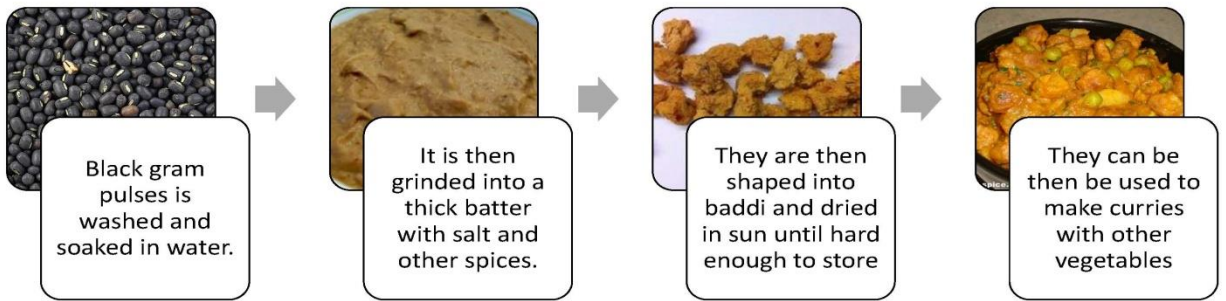 Black gram
pulses is
washed and
soaked in water.
It is then
grinded into a
thick batter
with salt and
other spices.
They are then
shaped into
baddi and dried
in sun until hard
enough to store
spice.
They can be
then be used to
make curries
with other
vegetables